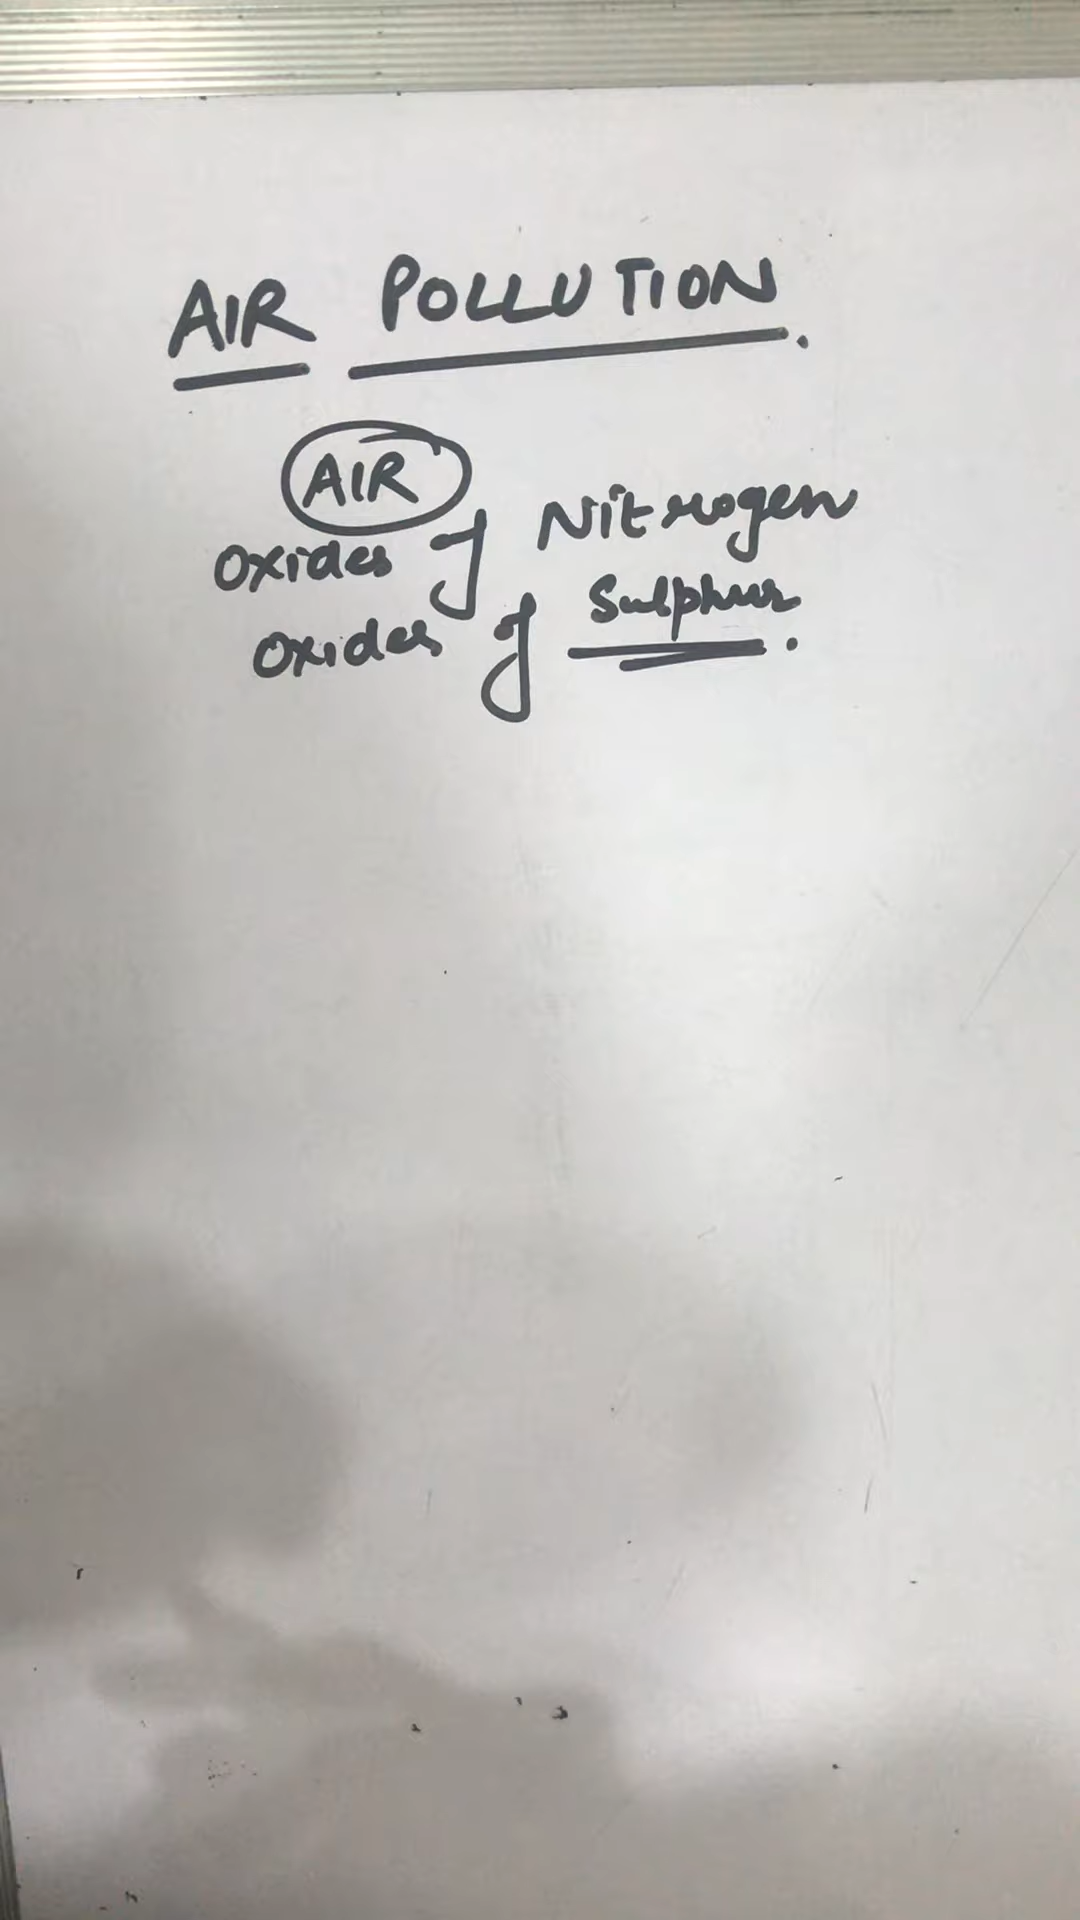 AIR POLLUTION.
AIR
Oxides of Nitrogen
Oxides of Sulphur.